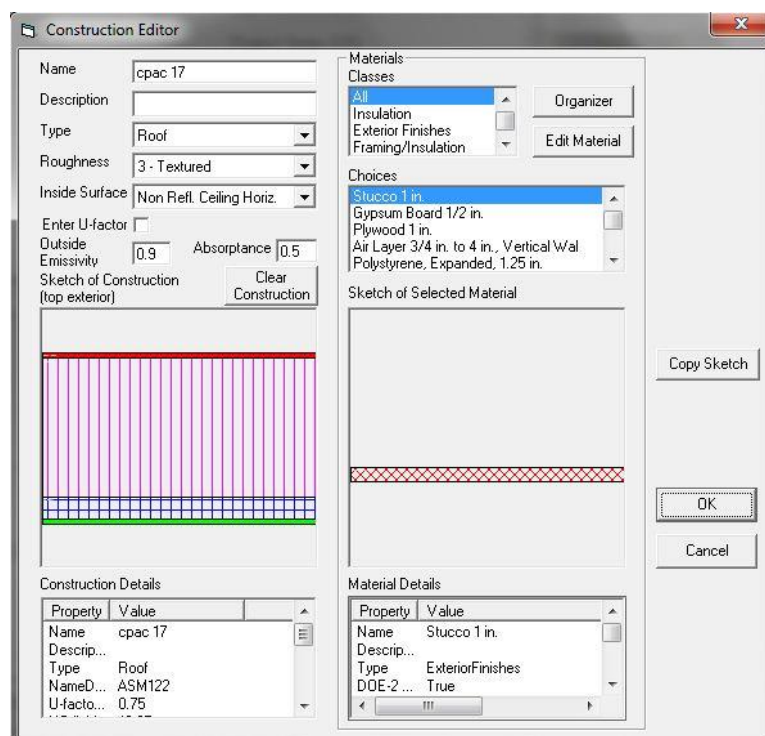 Construction Editor
Name
cpac 17
Description
Type
Roof
Roughness
3 - Textured
Inside Surface
Non Refl. Ceiling Horiz.
Enter U-factor
Outside
Emissivity
0.9
Absorptance
0.5
Sketch of Construction
(top exterior)
Clear
Construction
Construction Details
Property Value
Name cpac 17
Descrip...
Type Roof
NameD... ASM122
U-facto... 0.75
Materials
Classes
All
Insulation
Exterior Finishes
Framing/Insulation
Organizer
Edit Material
Choices
Stucco 1 in.
Gypsum Board 1/2 in.
Plywood 1 in.
Air Layer 3/4 in. to 4 in., Vertical Wal
Polystyrene, Expanded, 1.25 in.
Sketch of Selected Material
Material Details
Property Value
Name Stucco 1 in.
Descrip...
Type ExteriorFinishes
DOE-2 ... True
Copy Sketch
OK
Cancel